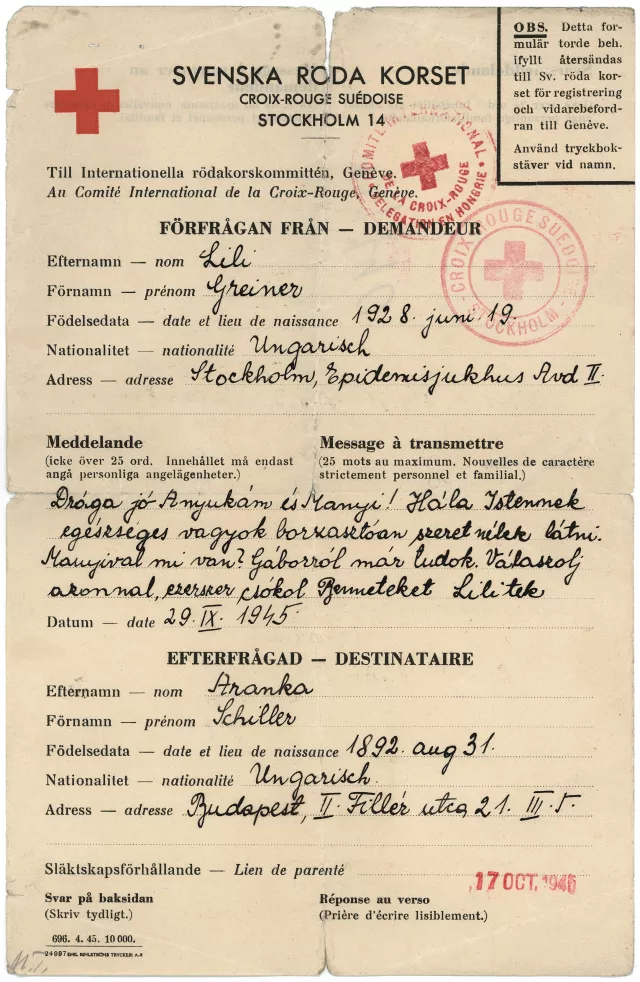 OBS. Detta for-
mulär torde beh.
ifyllt återsändas
till Sv. röda kor-
set för registrering
och vidarebeford-
ran till Genève.
Använd tryckbok-
stäver vid namn.
SVENSKA RÖDA KORSET
CROIX-ROUGE SUÉDOISE
STOCKHOLM 14
Till Internationella rödakorskommittén, Genève.
Au Comité International de la Croix-Rouge, Genève.
COMITÉ INTERNATIONAL
DE LA CROIX-ROUGE
DELEGATION EN HONGRIE
CROIX ROUGE SUEDOISE
STOCKHOLM
FÖRFRÅGAN FRÅN — DEMANDEUR
Efternamn — nom Lili
Förnamn — prénom Greiner
Födelsedata — date et lieu de naissance 1928. juni 19.
Nationalitet — nationalité Ungarisch
Adress — adresse Stockholm, Epidemisjukhus Avd II.
Meddelande
(icke över 25 ord. Innehållet må endast
angå personliga angelägenheter.)
Message à transmettre
(25 mots au maximum. Nouvelles de caractère
strictement personnel et familial.)
Drága jó Anyukám és Manyi! Hála Istennek
egészséges vagyok borzasztóan szeretnélek látni.
Manyival mi van? Gáborról már tudok. Válaszolj
azonnal, ezerszer csókol Benneteket Lilitek
Datum — date 29. IX. 1945
EFTERFRÅGAD — DESTINATAIRE
Efternamn — nom Aranka
Förnamn — prénom Schiller
Födelsedata — date et lieu de naissance 1892. aug 31.
Nationalitet — nationalité Ungarisch.
Adress — adresse Budapest, II. Fillér utca 21. III. 5.
Släktskapsförhållande — Lien de parenté
17 OCT. 1945
Svar på baksidan
(Skriv tydligt.)
Réponse au verso
(Prière d'écrire lisiblement.)
696. 4. 45. 10 000.